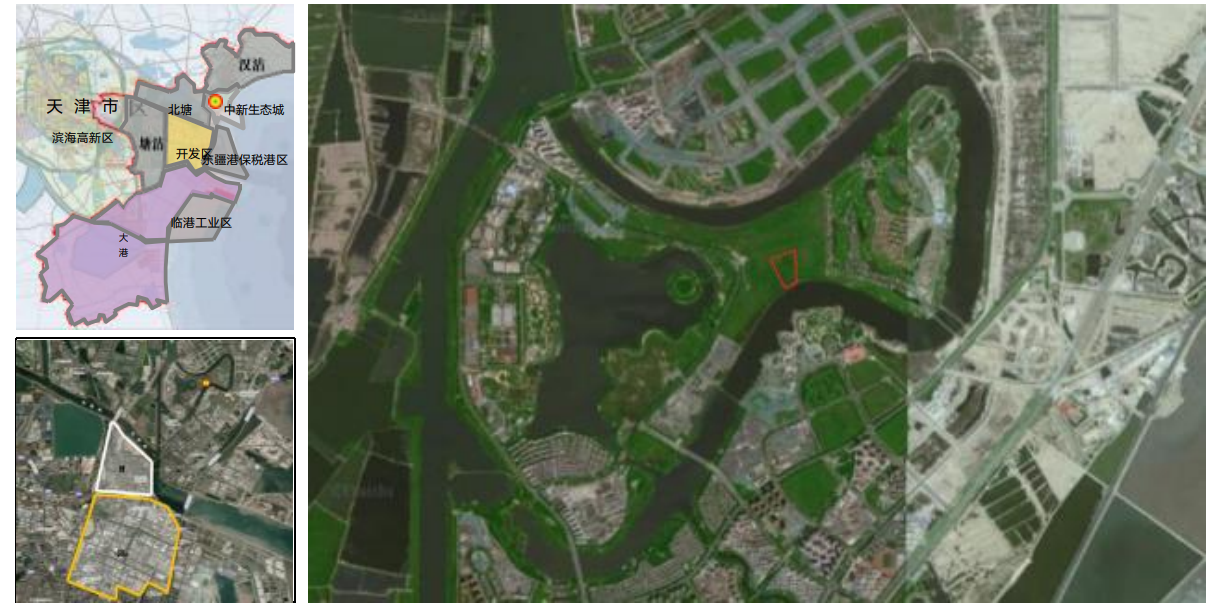 汉沽
天津市区
北塘
中新生态城
滨海高新区
塘沽
开发区
东疆港保税港区
临港工业区
大
港